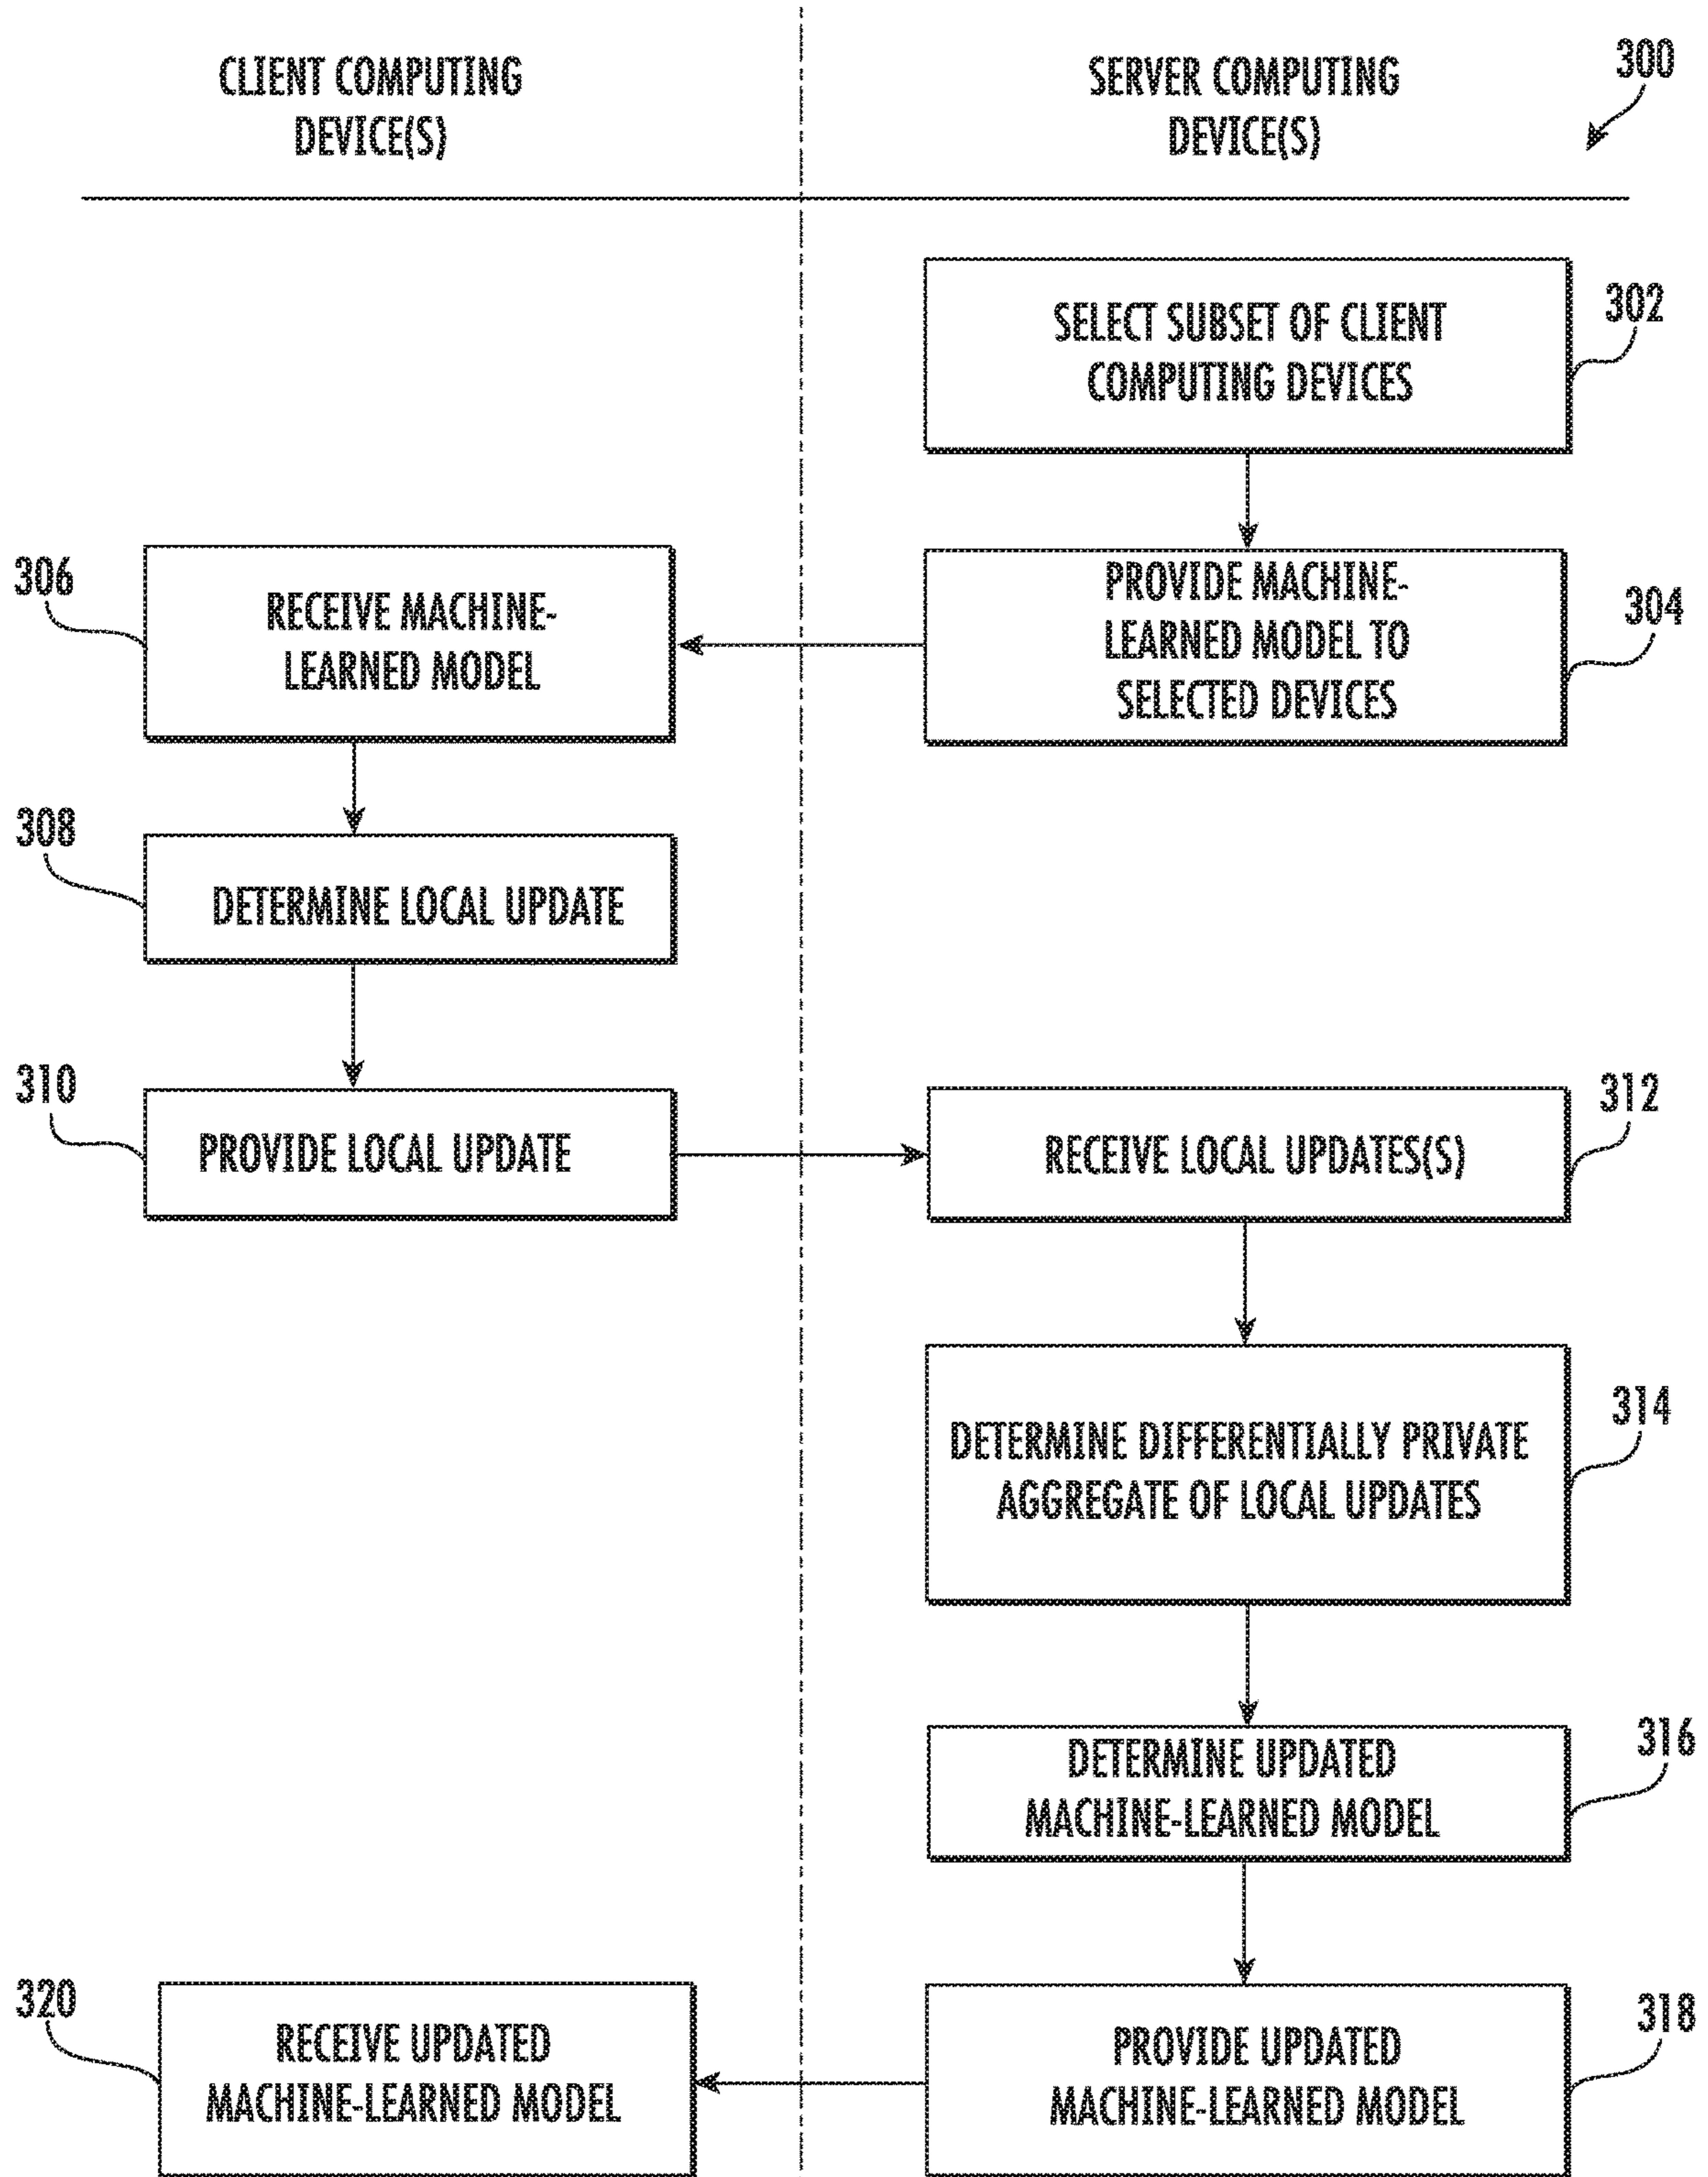 CLIENT COMPUTING
DEVICE(S)
SERVER COMPUTING
DEVICE(S)
300
SELECT SUBSET OF CLIENT
COMPUTING DEVICES
302
PROVIDE MACHINE-
LEARNED MODEL TO
SELECTED DEVICES
304
306
RECEIVE MACHINE-
LEARNED MODEL
308
DETERMINE LOCAL UPDATE
310
PROVIDE LOCAL UPDATE
RECEIVE LOCAL UPDATES(S)
312
DETERMINE DIFFERENTIALLY PRIVATE
AGGREGATE OF LOCAL UPDATES
314
DETERMINE UPDATED
MACHINE-LEARNED MODEL
316
PROVIDE UPDATED
MACHINE-LEARNED MODEL
318
320
RECEIVE UPDATED
MACHINE-LEARNED MODEL